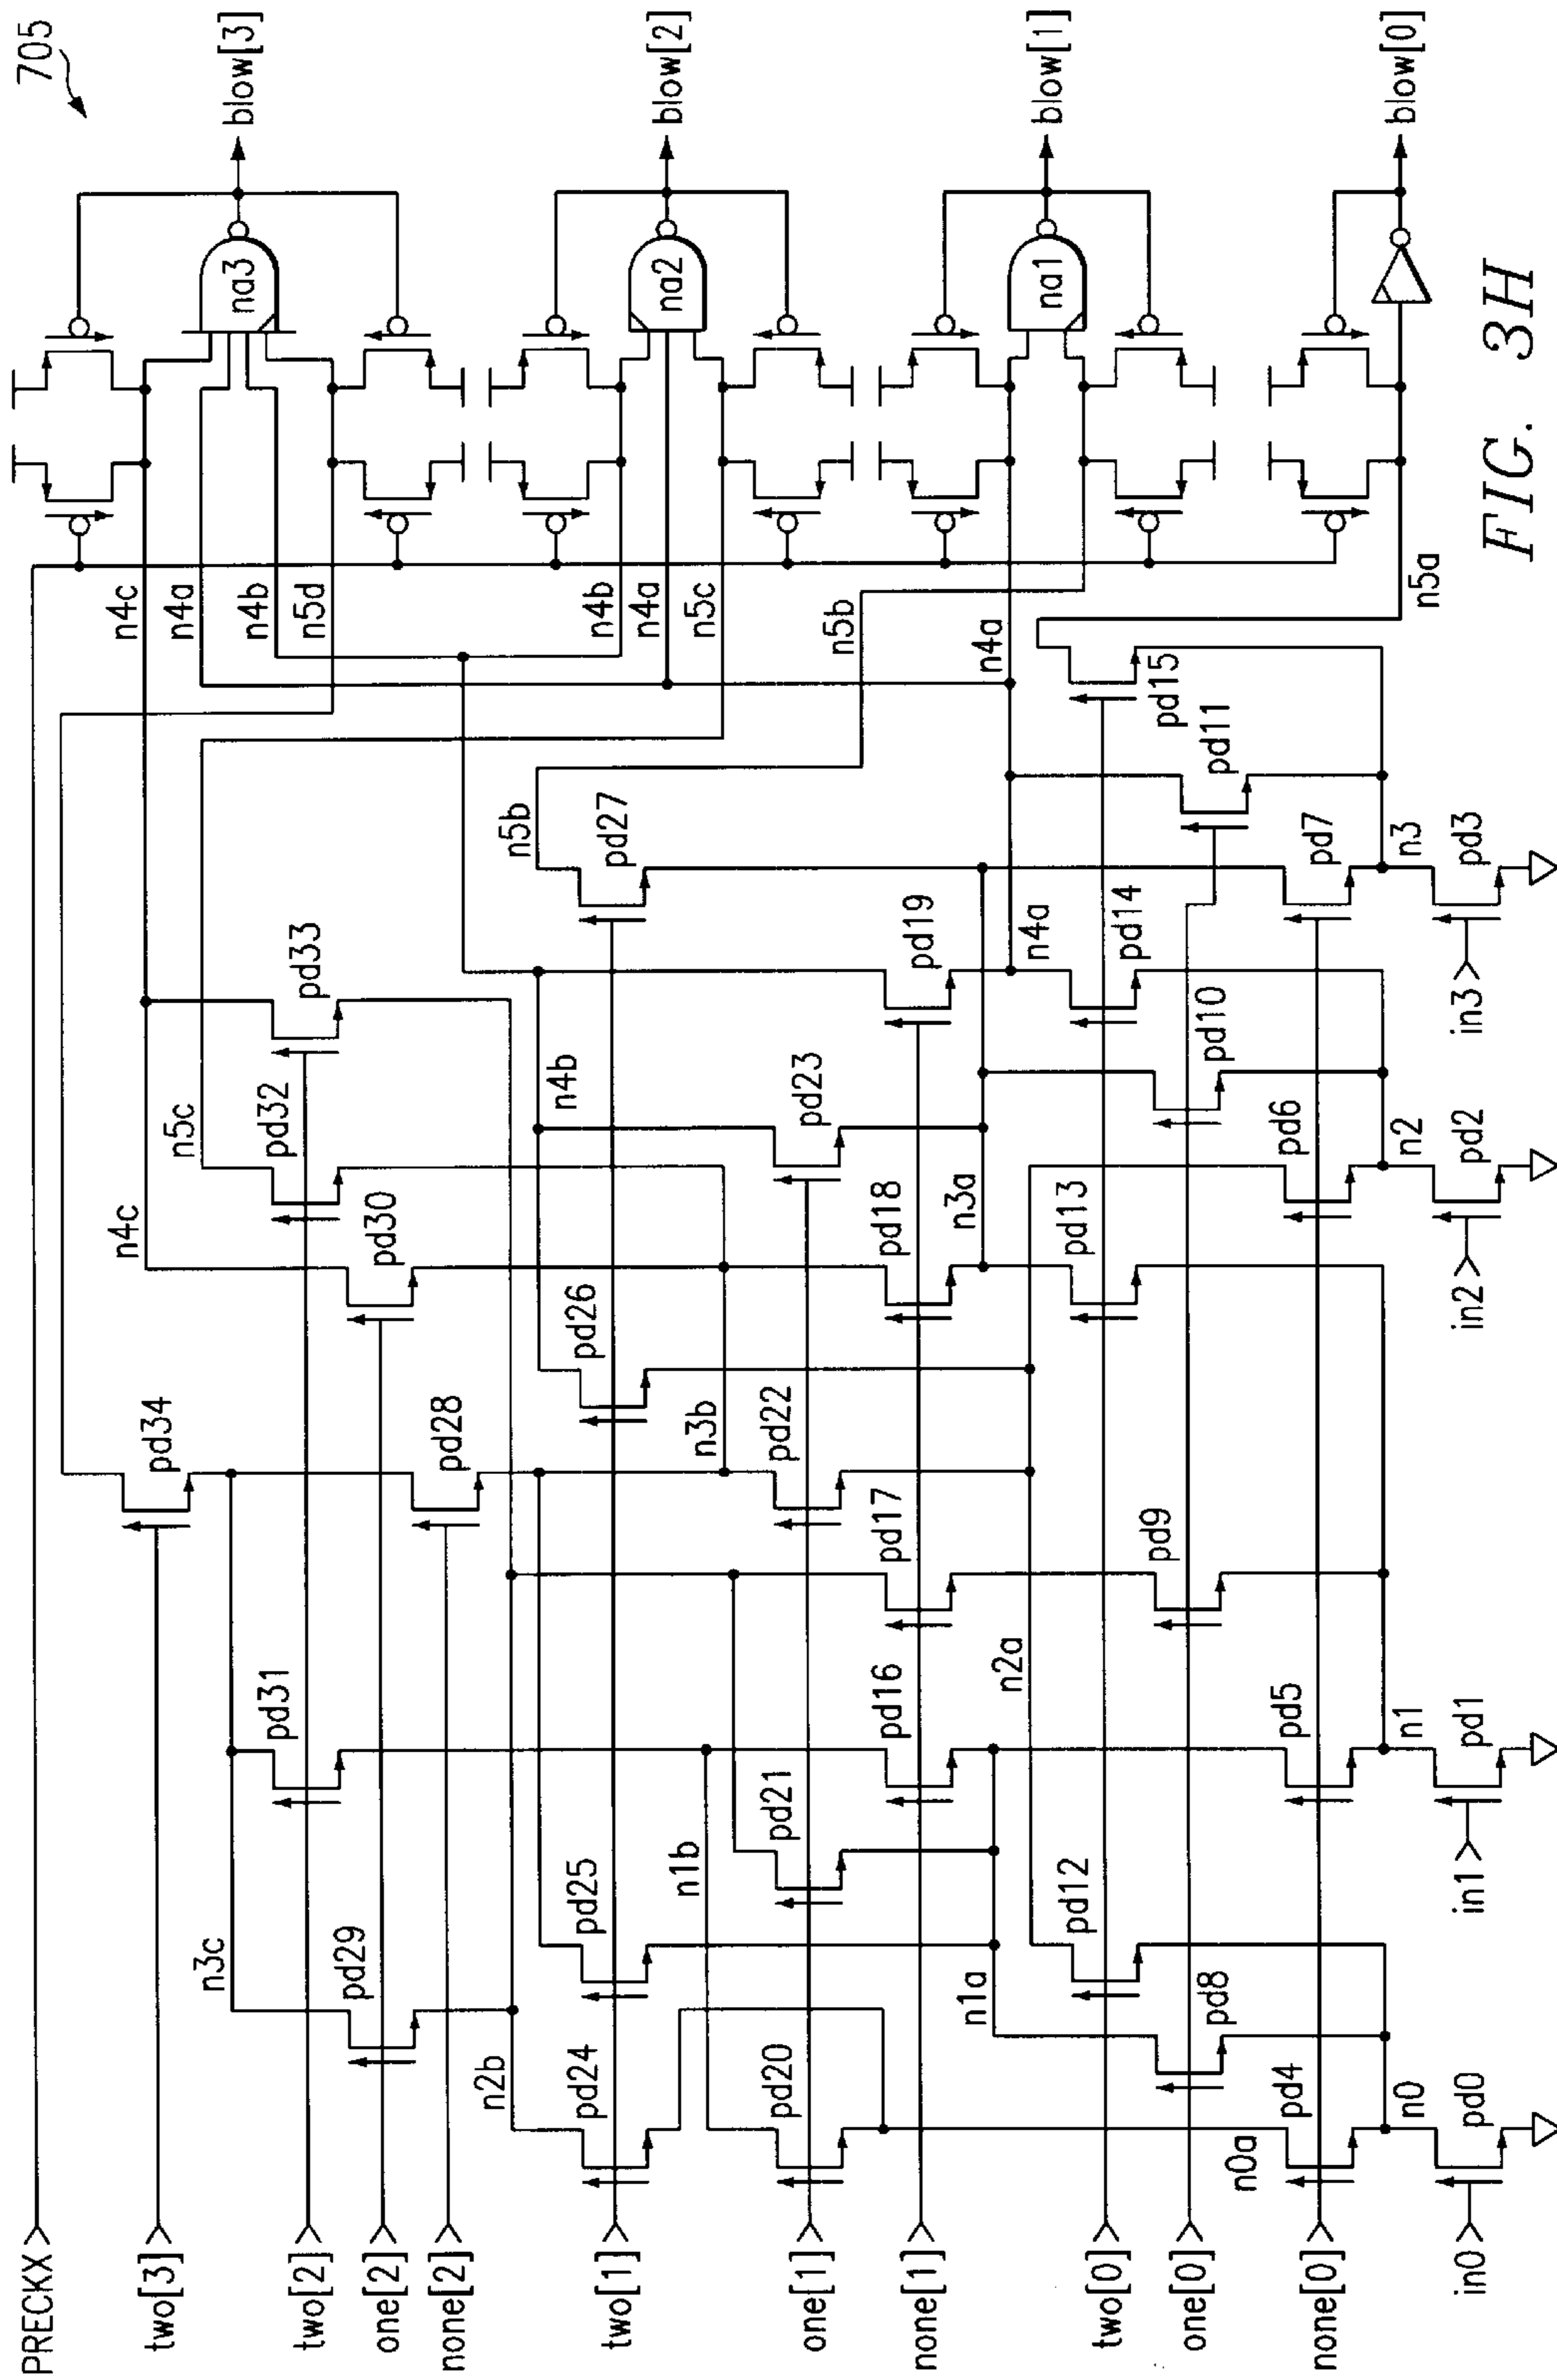 705
PRECKX
two[3]
two[2]
one[2]
none[2]
two[1]
one[1]
none[1]
two[0]
one[0]
none[0]
in0
in1
in2
in3
blow[3]
blow[2]
blow[1]
blow[0]
na3
na2
na1
n4c
n4a
n4b
n5d
n4b
n4a
n5c
n5b
n4a
n5a
n4c
n5c
pd33
pd32
pd30
pd34
pd28
pd31
n3c
pd29
n5b
pd27
n4b
pd26
n3b
pd25
n2b
pd24
pd23
pd22
pd21
n1b
pd20
pd19
n4a
pd18
n3a
pd17
pd16
n2a
n1a
pd15
pd14
pd13
pd12
pd11
pd10
pd9
pd8
pd7
pd6
pd5
pd4
n0a
n3
n2
n1
n0
pd3
pd2
pd1
pd0
FIG. 3H